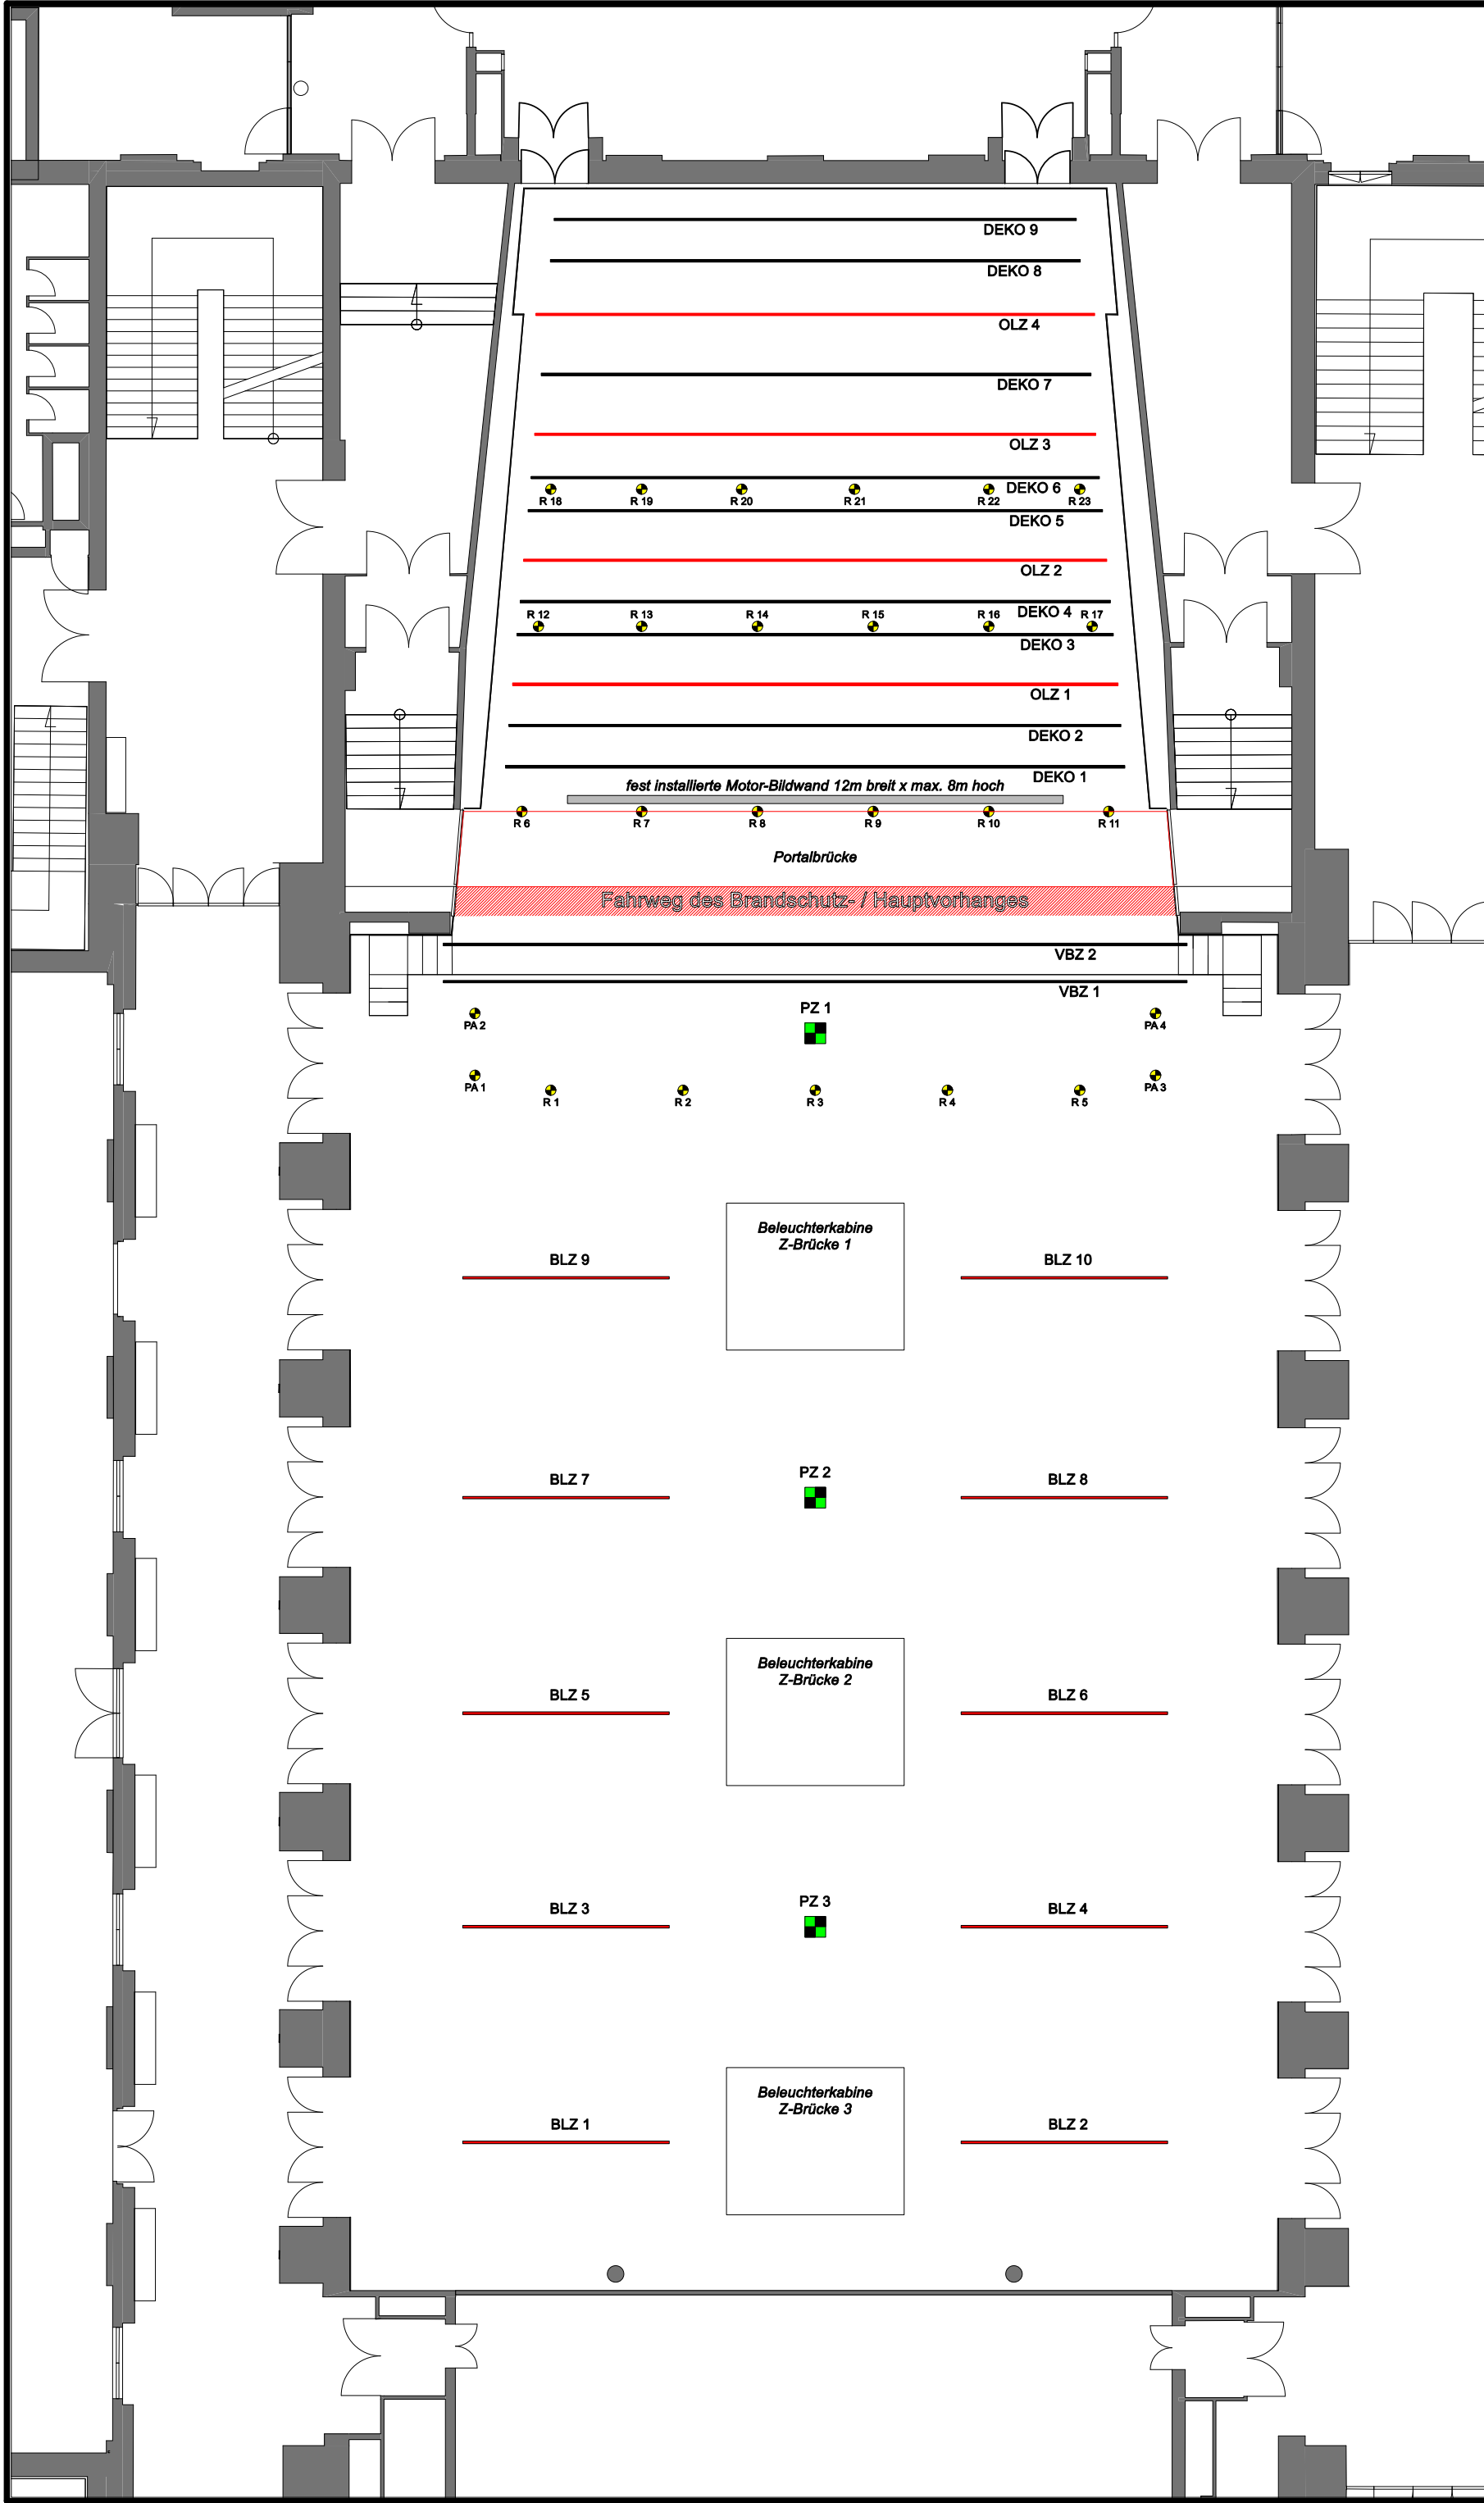 DEKO 9
DEKO 8
OLZ 4
DEKO 7
OLZ 3
DEKO 6
R 18 R 19 R 20 R 21 R 22 R 23
DEKO 5
OLZ 2
DEKO 4
R 12 R 13 R 14 R 15 R 16 R 17
DEKO 3
OLZ 1
DEKO 2
DEKO 1
fest installierte Motor-Bildwand 12m breit x max. 8m hoch
R 6 R 7 R 8 R 9 R 10 R 11
Portalbrücke
Fahrweg des Brandschutz- / Hauptvorhanges
VBZ 2
VBZ 1
PZ 1
PA 2 PA 4
PA 1 PA 3
R 1 R 2 R 3 R 4 R 5
Beleuchterkabine
Z-Brücke 1
BLZ 9 BLZ 10
PZ 2
BLZ 7 BLZ 8
Beleuchterkabine
Z-Brücke 2
BLZ 5 BLZ 6
PZ 3
BLZ 3 BLZ 4
Beleuchterkabine
Z-Brücke 3
BLZ 1 BLZ 2